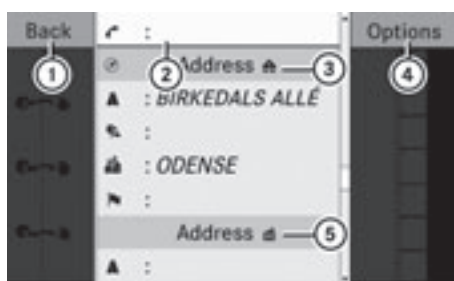 Back
:
Options
1
2
Address
3
4
: BIRKEDALS ALLÉ
:
: ODENSE
:
Address
5
: